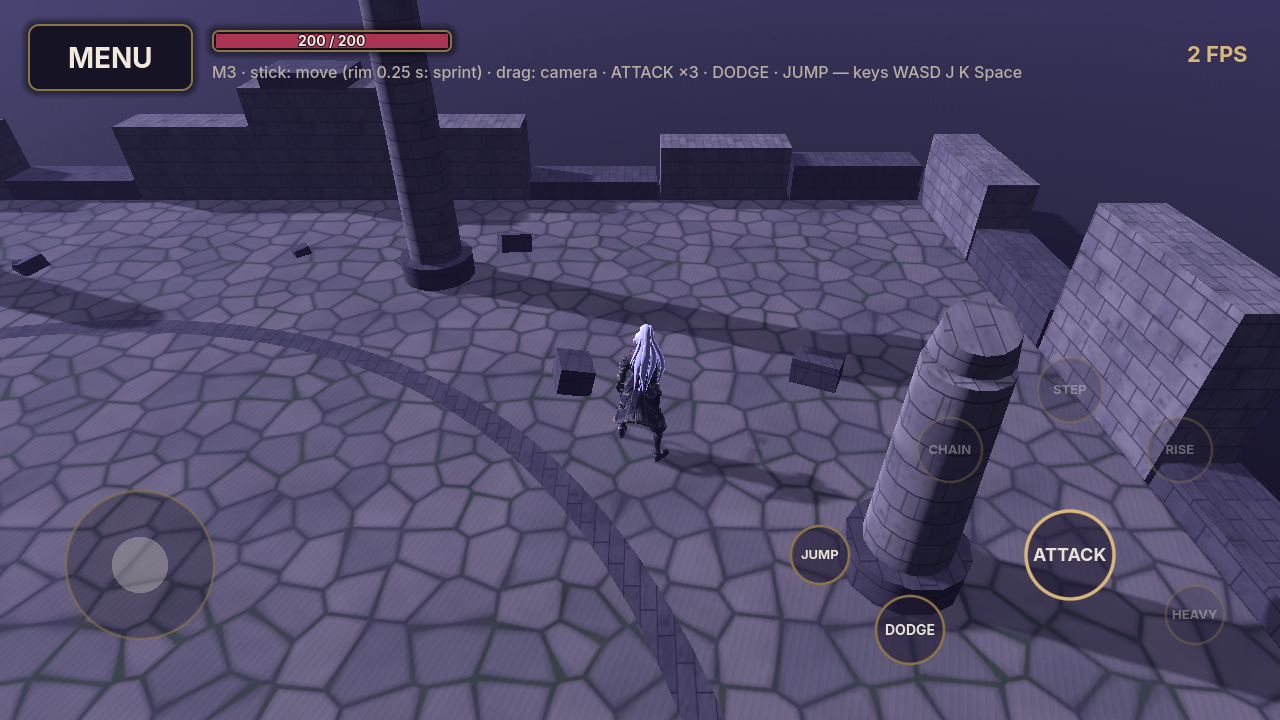 MENU
200 / 200
M3 · stick: move (rim 0.25 s: sprint) · drag: camera · ATTACK ×3 · DODGE · JUMP — keys WASD J K Space
2 FPS
STEP
CHAIN
RISE
JUMP
ATTACK
DODGE
HEAVY